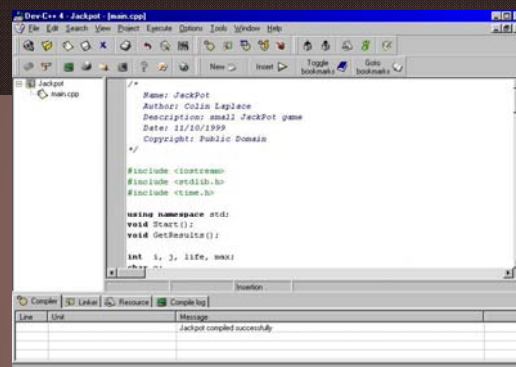 Dev-C++ 4 - Jackpot - [main.cpp]
File Edit Search View Project Execute Options Tools Window Help
New Insert Toggle bookmarks Goto bookmarks
Jackpot
main.cpp
/*
Name: JackPot
Author: Colin Laplace
Description: small JackPot game
Date: 11/10/1999
Copyright: Public Domain
*/
#include <iostream>
#include <stdlib.h>
#include <time.h>
using namespace std;
void Start();
void GetResults();
int i, j, life, max;
char c;
Insertion
Compiler Linker Resource Compile log
Line Unit Message
Jackpot compiled successfully